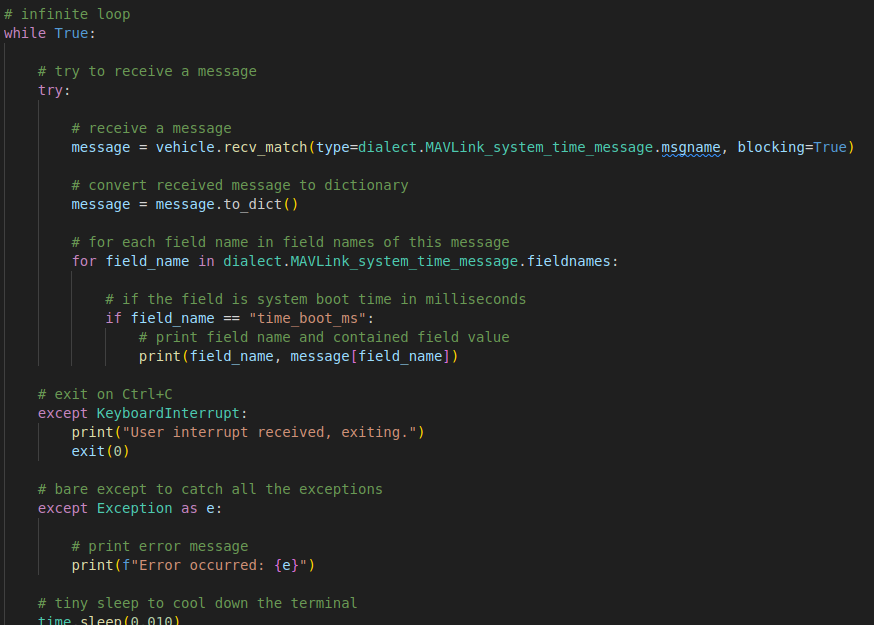 # infinite loop
while True:
# try to receive a message
try:
# receive a message
message = vehicle.recv_match(type=dialect.MAVLink_system_time_message.msgname, blocking=True)
# convert received message to dictionary
message = message.to_dict()
# for each field name in field names of this message
for field_name in dialect.MAVLink_system_time_message.fieldnames:
# if the field is system boot time in milliseconds
if field_name == "time_boot_ms":
# print field name and contained field value
print(field_name, message[field_name])
# exit on Ctrl+C
except KeyboardInterrupt:
print("User interrupt received, exiting.")
exit(0)
# bare except to catch all the exceptions
except Exception as e:
# print error message
print(f"Error occurred: {e}")
# tiny sleep to cool down the terminal
time.sleep(0.010)